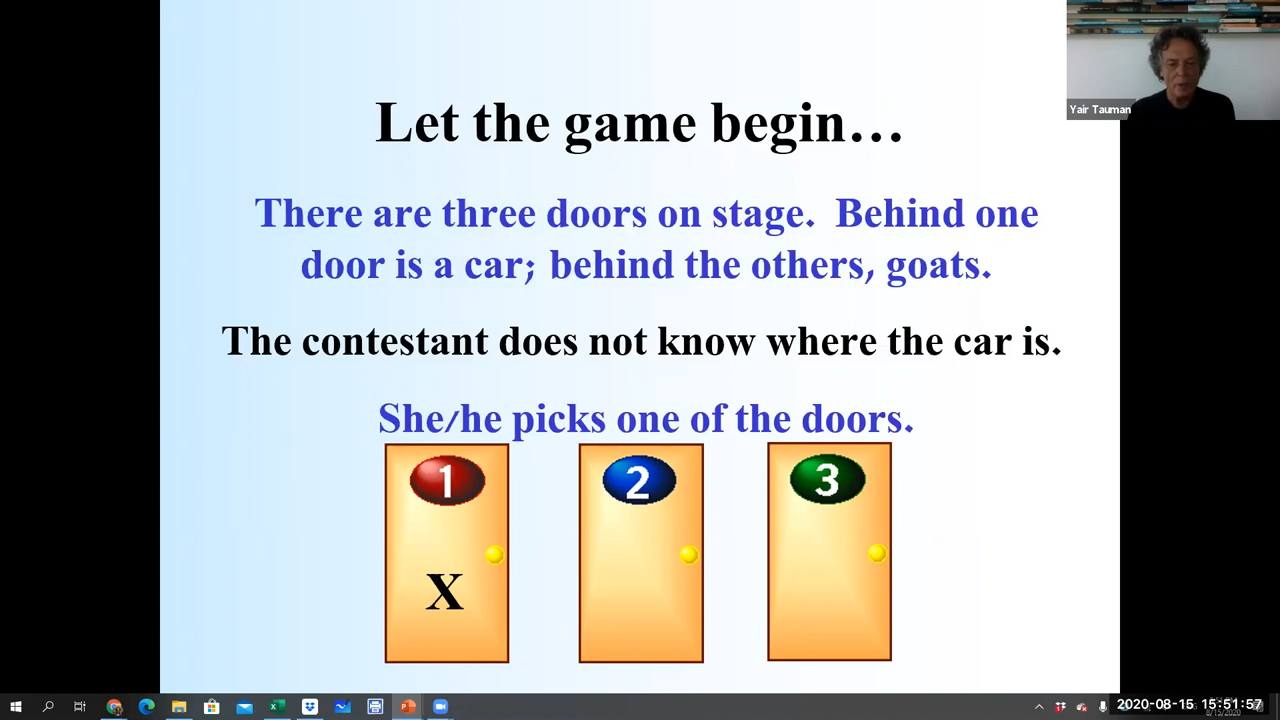 Yair Tauman
Let the game begin…
There are three doors on stage.  Behind one
door is a car; behind the others, goats.
The contestant does not know where the car is.
She/he picks one of the doors.
1
2
3
X
2020-08-15 15:51:57